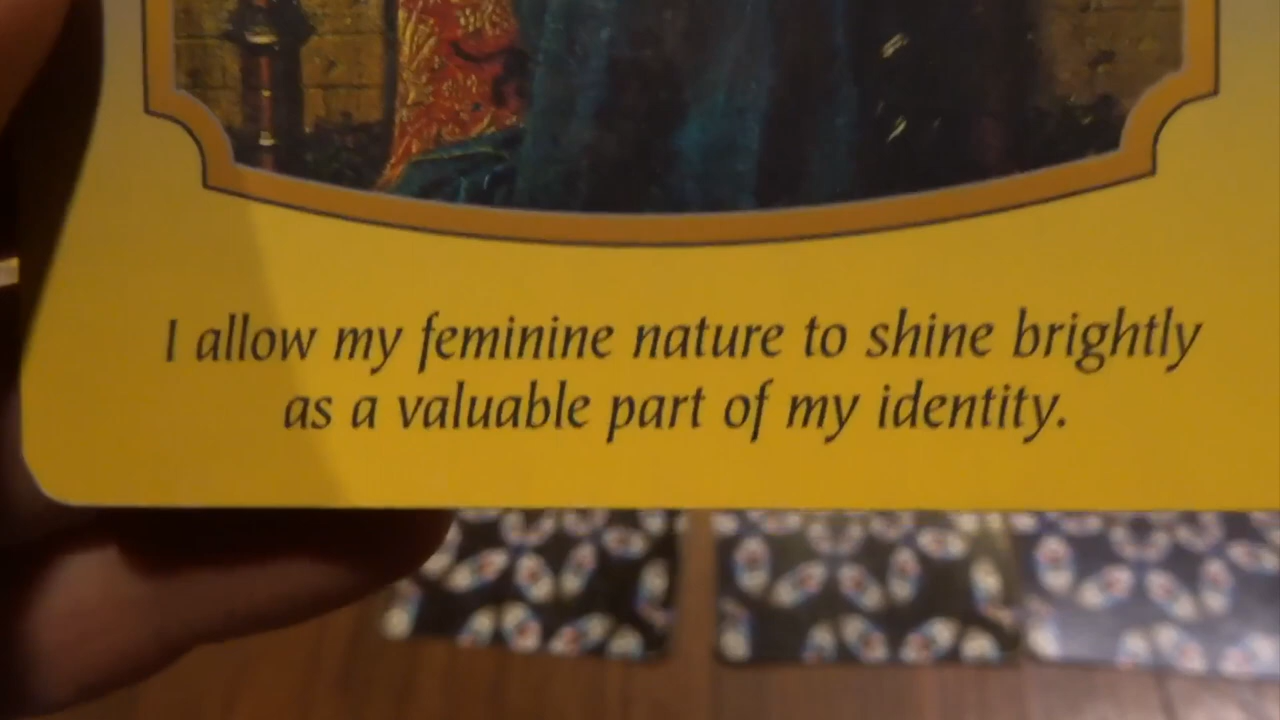 I allow my feminine nature to shine brightly
as a valuable part of my identity.